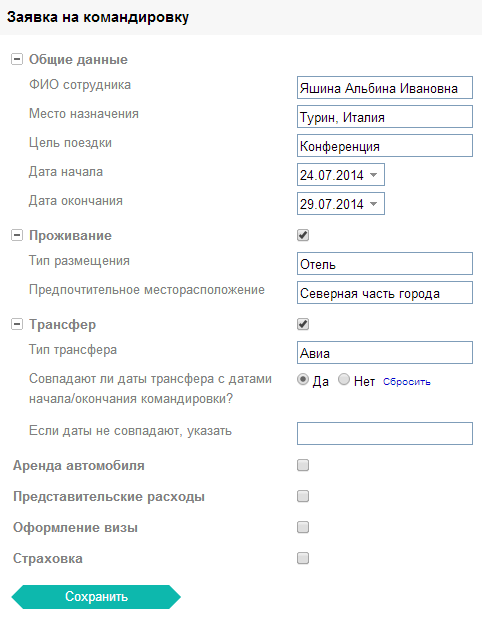 Заявка на командировку
Общие данные
ФИО сотрудника Яшина Альбина Ивановна
Место назначения Турин, Италия
Цель поездки Конференция
Дата начала 24.07.2014
Дата окончания 29.07.2014
Проживание
Тип размещения Отель
Предпочтительное месторасположение Северная часть города
Трансфер
Тип трансфера Авиа
Совпадают ли даты трансфера с датами Да Нет Сбросить
начала/окончания командировки?
Если даты не совпадают, указать
Аренда автомобиля
Представительские расходы
Оформление визы
Страховка
Сохранить